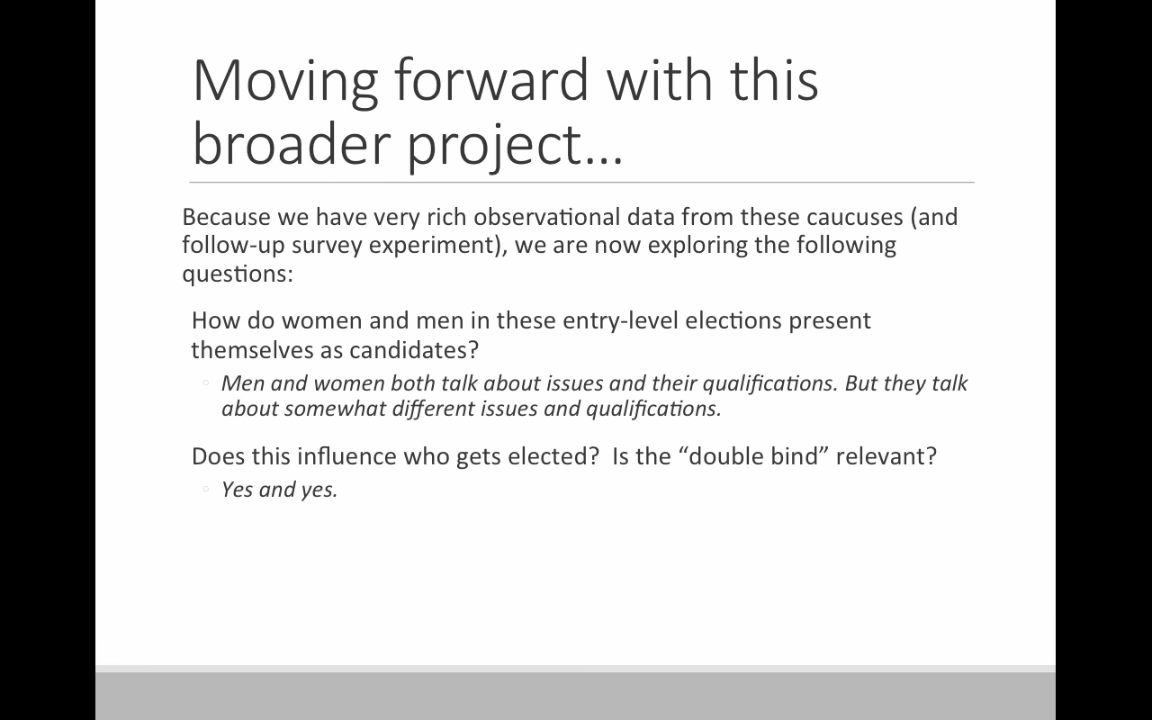 Moving forward with this
broader project...
Because we have very rich observational data from these caucuses (and
follow-up survey experiment), we are now exploring the following
questions:
How do women and men in these entry-level elections present
themselves as candidates?
◦ Men and women both talk about issues and their qualifications. But they talk
about somewhat different issues and qualifications.
Does this influence who gets elected?  Is the “double bind” relevant?
◦ Yes and yes.